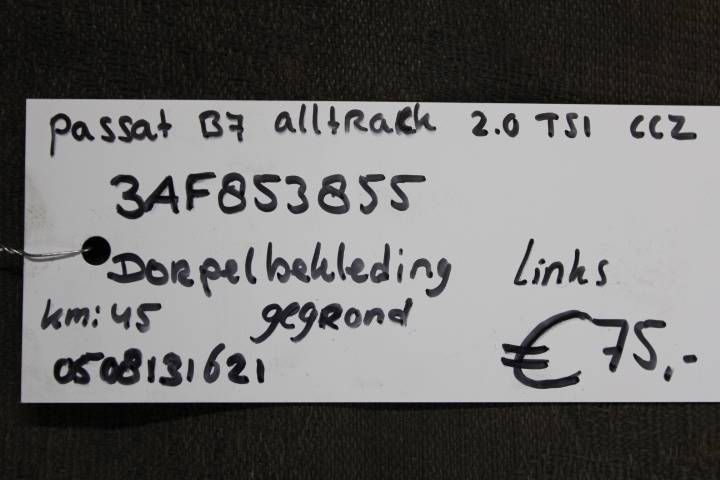 Passat B7 alltRack 2.0 TSI CCZ
3AF853855
Dorpelbekleding Links
km: 45 gegrond
€75,-
0508131621